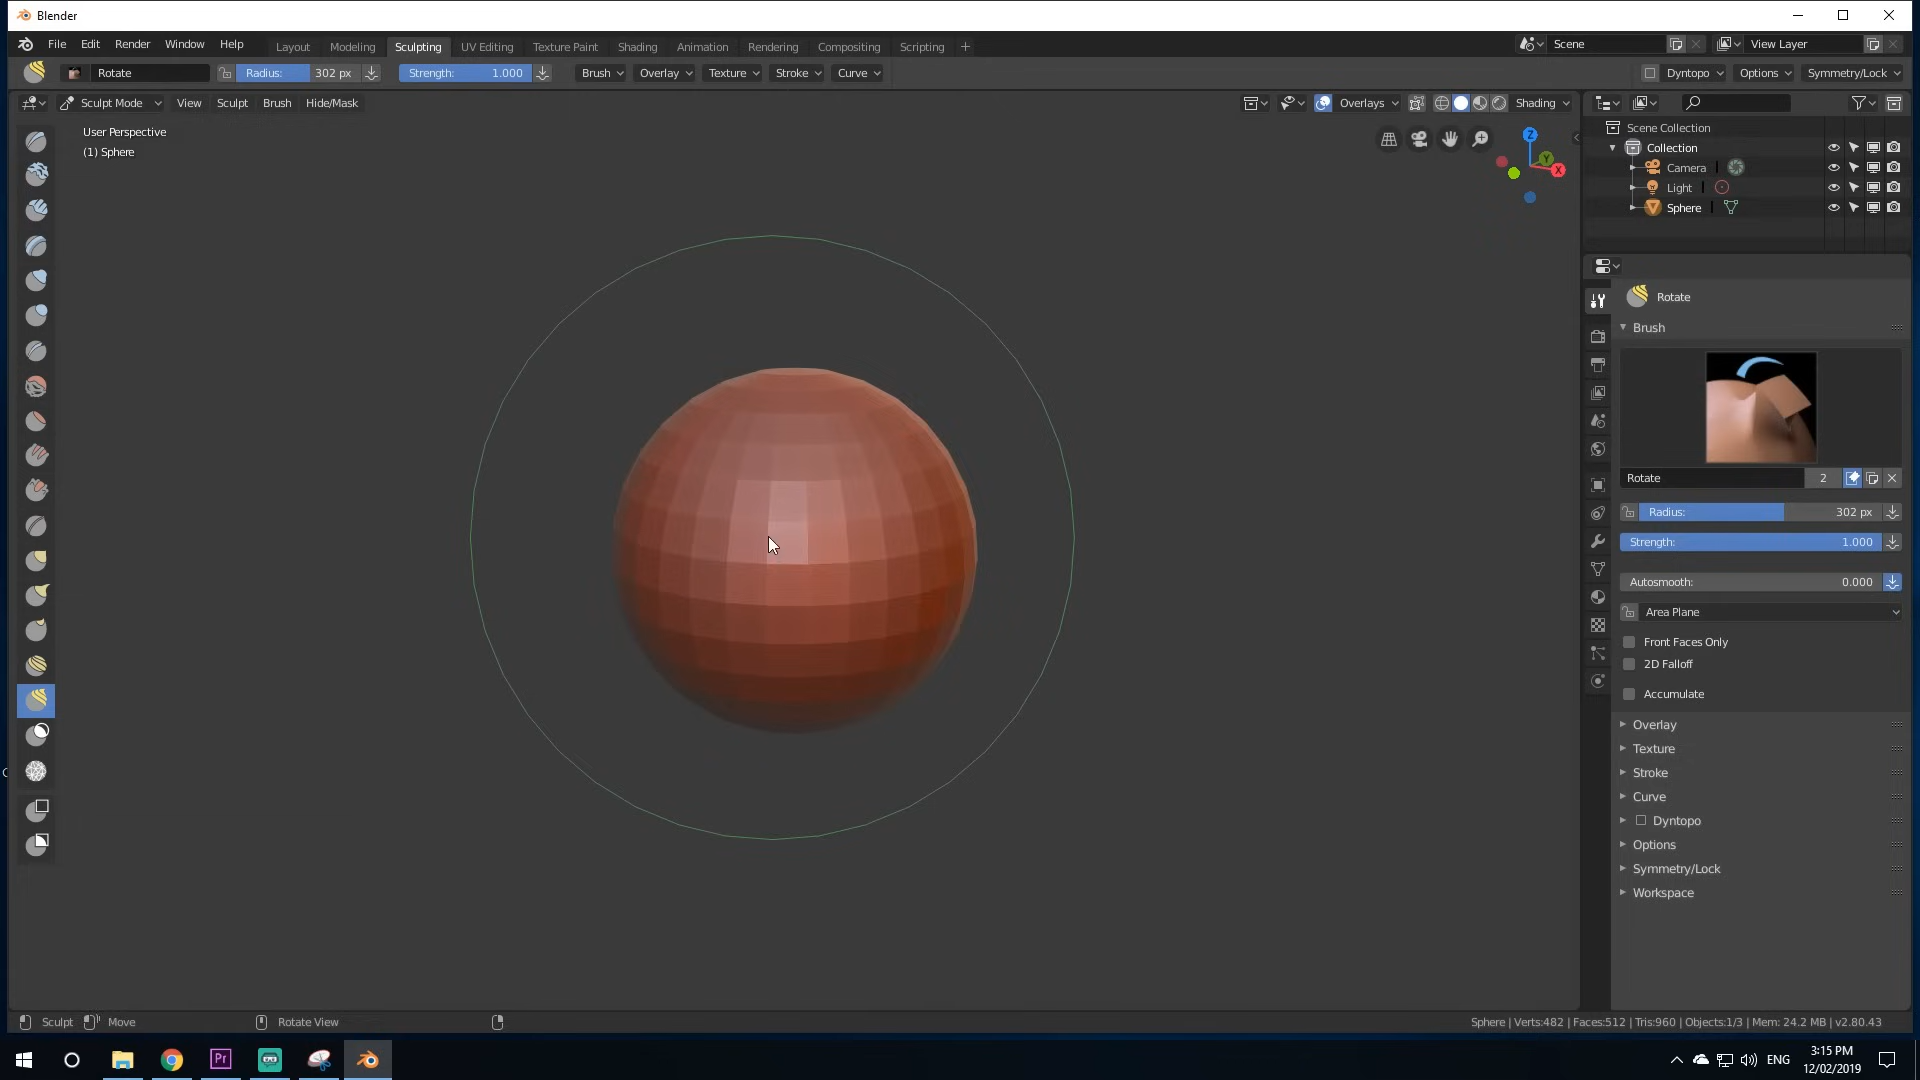 Blender
File Edit Render Window Help Layout Modeling Sculpting UV Editing Texture Paint Shading Animation Rendering Compositing Scripting + Scene View Layer
Rotate Radius: 302 px Strength: 1.000 Brush Overlay Texture Stroke Curve Dyntopo Options Symmetry/Lock
Sculpt Mode View Sculpt Brush Hide/Mask Overlays Shading
User Perspective
(1) Sphere
Z
Y
X
Scene Collection
Collection
Camera
Light
Sphere
Rotate
Brush
Rotate 2
Radius: 302 px
Strength: 1.000
Autosmooth: 0.000
Area Plane
Front Faces Only
2D Falloff
Accumulate
Overlay
Texture
Stroke
Curve
Dyntopo
Options
Symmetry/Lock
Workspace
Sculpt Move Rotate View Sphere | Verts:482 | Faces:512 | Tris:960 | Objects:1/3 | Mem: 24.2 MB | v2.80.43
Pr ENG 3:15 PM
12/02/2019